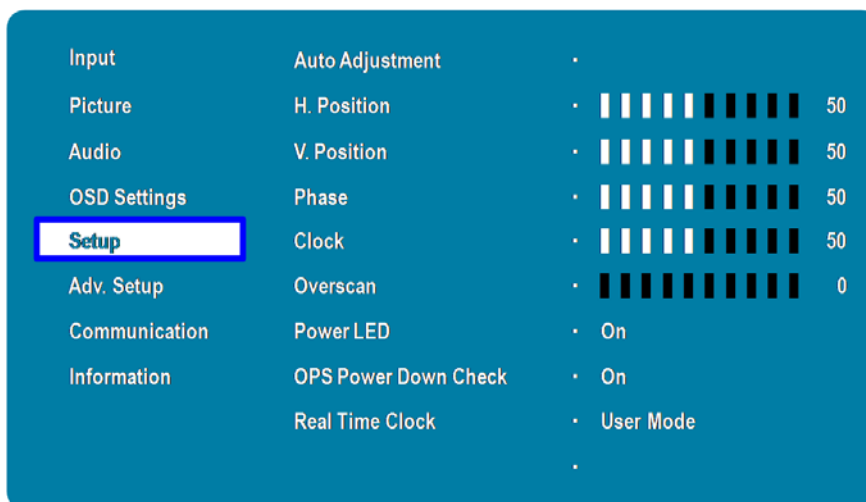 Input Auto Adjustment ·
Picture H. Position · 50
Audio V. Position · 50
OSD Settings Phase · 50
Setup Clock · 50
Adv. Setup Overscan · 0
Communication Power LED · On
Information OPS Power Down Check · On
Real Time Clock · User Mode
·